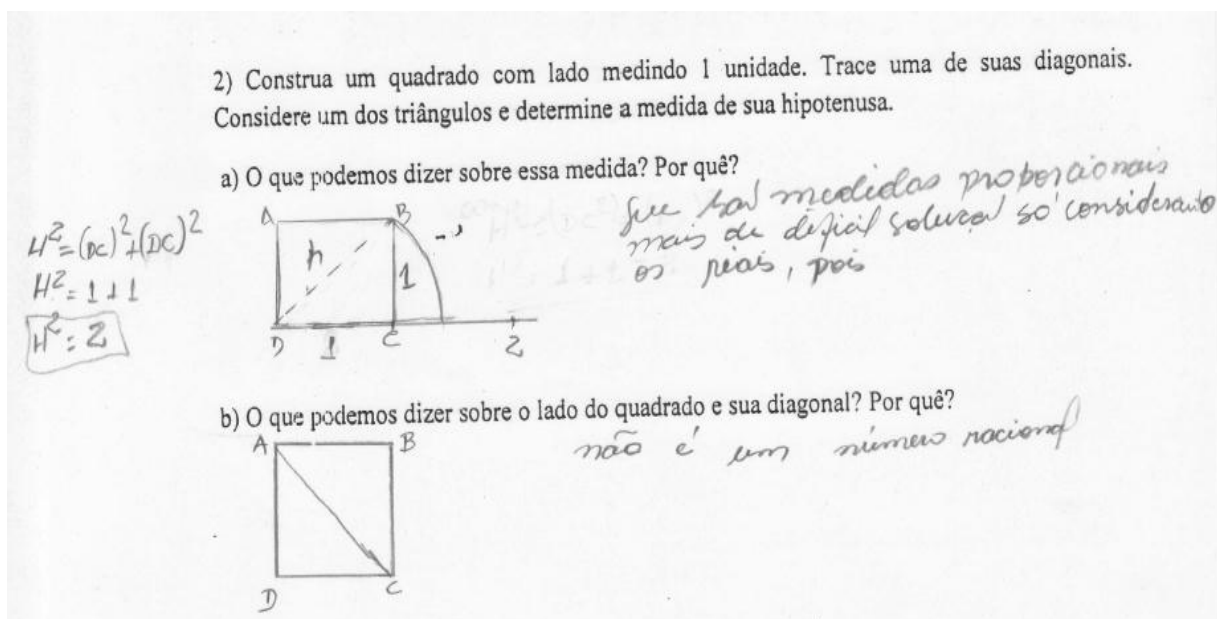 2) Construa um quadrado com lado medindo 1 unidade. Trace uma de suas diagonais.
Considere um dos triângulos e determine a medida de sua hipotenusa.
a) O que podemos dizer sobre essa medida? Por quê?
que são medidas proporcionais
mais de difícil solução só considerando
os reais, pois
H² = (DC)² + (DC)²
H² = 1 + 1
H² = 2
A B
h 1
D 1 C 2
b) O que podemos dizer sobre o lado do quadrado e sua diagonal? Por quê?
não é um número racional
A B
D C